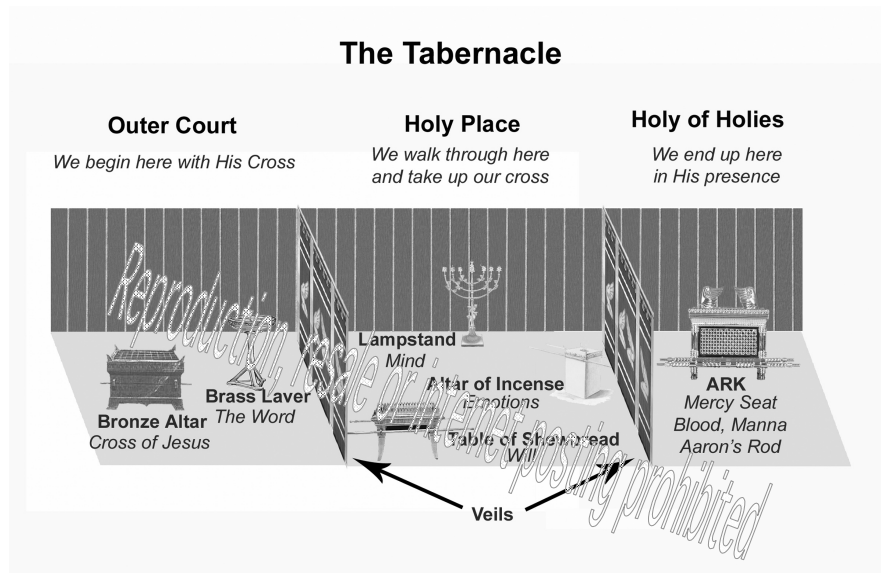 The Tabernacle
Outer Court
We begin here with His Cross
Holy Place
We walk through here
and take up our cross
Holy of Holies
We end up here
in His presence
Bronze Altar
Cross of Jesus
Brass Laver
The Word
Lampstand
Mind
Altar of Incense
Emotions
Table of Shewbread
Will
ARK
Mercy Seat
Blood, Manna
Aaron's Rod
Veils
Reproduction, resale or internet posting prohibited